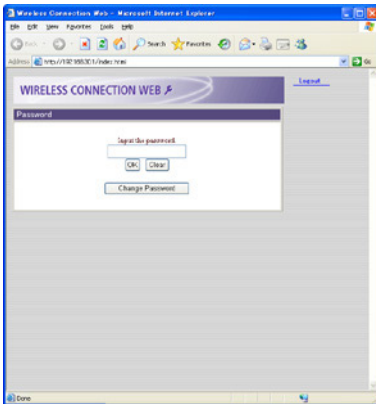 Wireless Connection Web - Microsoft Internet Explorer
File Edit View Favorites Tools Help
Back Search Favorites
Address Go
WIRELESS CONNECTION WEB
Logout
Password
Input the password.
OK Clear
Change Password
Done